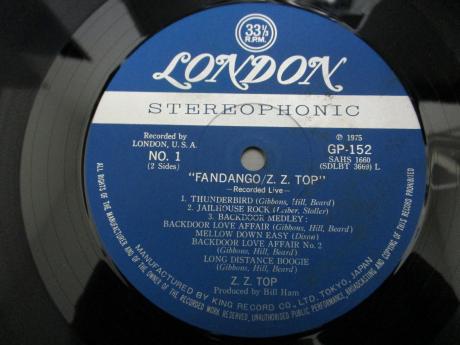 33⅓
R.P.M.
LONDON
STEREOPHONIC
Recorded by
LONDON, U.S.A.
NO. 1
(2 Sides)
℗ 1975
GP-152
SAHS 1660
(SDLBT 3669) L
"FANDANGO/Z. Z. TOP"
—Recorded Live—
1. THUNDERBIRD (Gibbons, Hill, Beard)
2. JAILHOUSE ROCK (Leiber, Stoller)
3. BACKDOOR MEDLEY:
BACKDOOR LOVE AFFAIR (Gibbons, Hill, Beard)
MELLOW DOWN EASY (Dixon)
BACKDOOR LOVE AFFAIR No. 2
(Gibbons, Hill, Beard)
LONG DISTANCE BOOGIE
(Gibbons, Hill, Beard)
Z. Z. TOP
Produced by Bill Ham
MANUFACTURED BY KING RECORD CO., LTD. TOKYO, JAPAN
ALL RIGHTS OF THE MANUFACTURER AND OF THE OWNER OF THE RECORDED WORK RESERVED. UNAUTHORISED PUBLIC PERFORMANCE, BROADCASTING AND COPYING OF THIS RECORD PROHIBITED